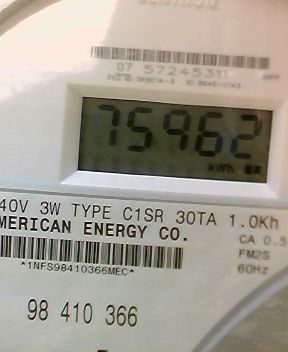 07 57245311
75962
kWh
40V 3W TYPE C1SR 30TA 1.0Kh
MERICAN ENERGY CO.
CA 0.5
FM2S
60Hz
*1NFS98410366MEC*
98 410 366